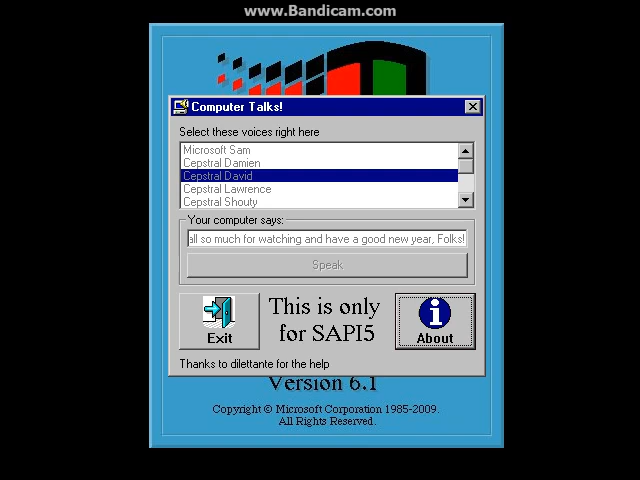 www.Bandicam.com
Computer Talks!
Select these voices right here
Microsoft Sam
Cepstral Damien
Cepstral David
Cepstral Lawrence
Cepstral Shouty
Your computer says:
all so much for watching and have a good new year, Folks!
Speak
Exit
This is only
for SAPI5
About
Thanks to dilettante for the help
Version 6.1
Copyright © Microsoft Corporation 1985-2009.
All Rights Reserved.